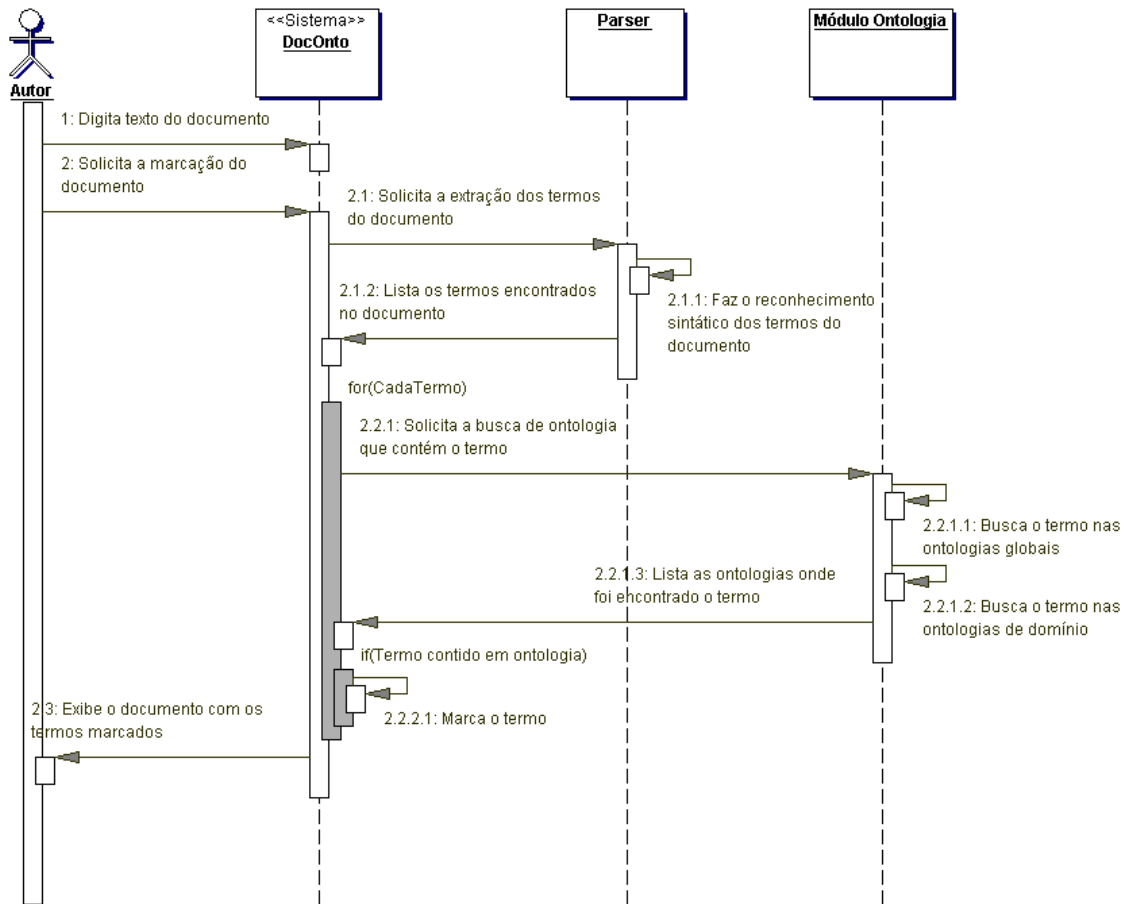 <<Sistema>>
DocOnto
Parser
Módulo Ontologia
Autor
1: Digita texto do documento
2: Solicita a marcação do
documento
2.1: Solicita a extração dos termos
do documento
2.1.1: Faz o reconhecimento
sintático dos termos do
documento
2.1.2: Lista os termos encontrados
no documento
for(CadaTermo)
2.2.1: Solicita a busca de ontologia
que contém o termo
2.2.1.1: Busca o termo nas
ontologias globais
2.2.1.2: Busca o termo nas
ontologias de domínio
2.2.1.3: Lista as ontologias onde
foi encontrado o termo
if(Termo contido em ontologia)
2.2.2.1: Marca o termo
2.3: Exibe o documento com os
termos marcados